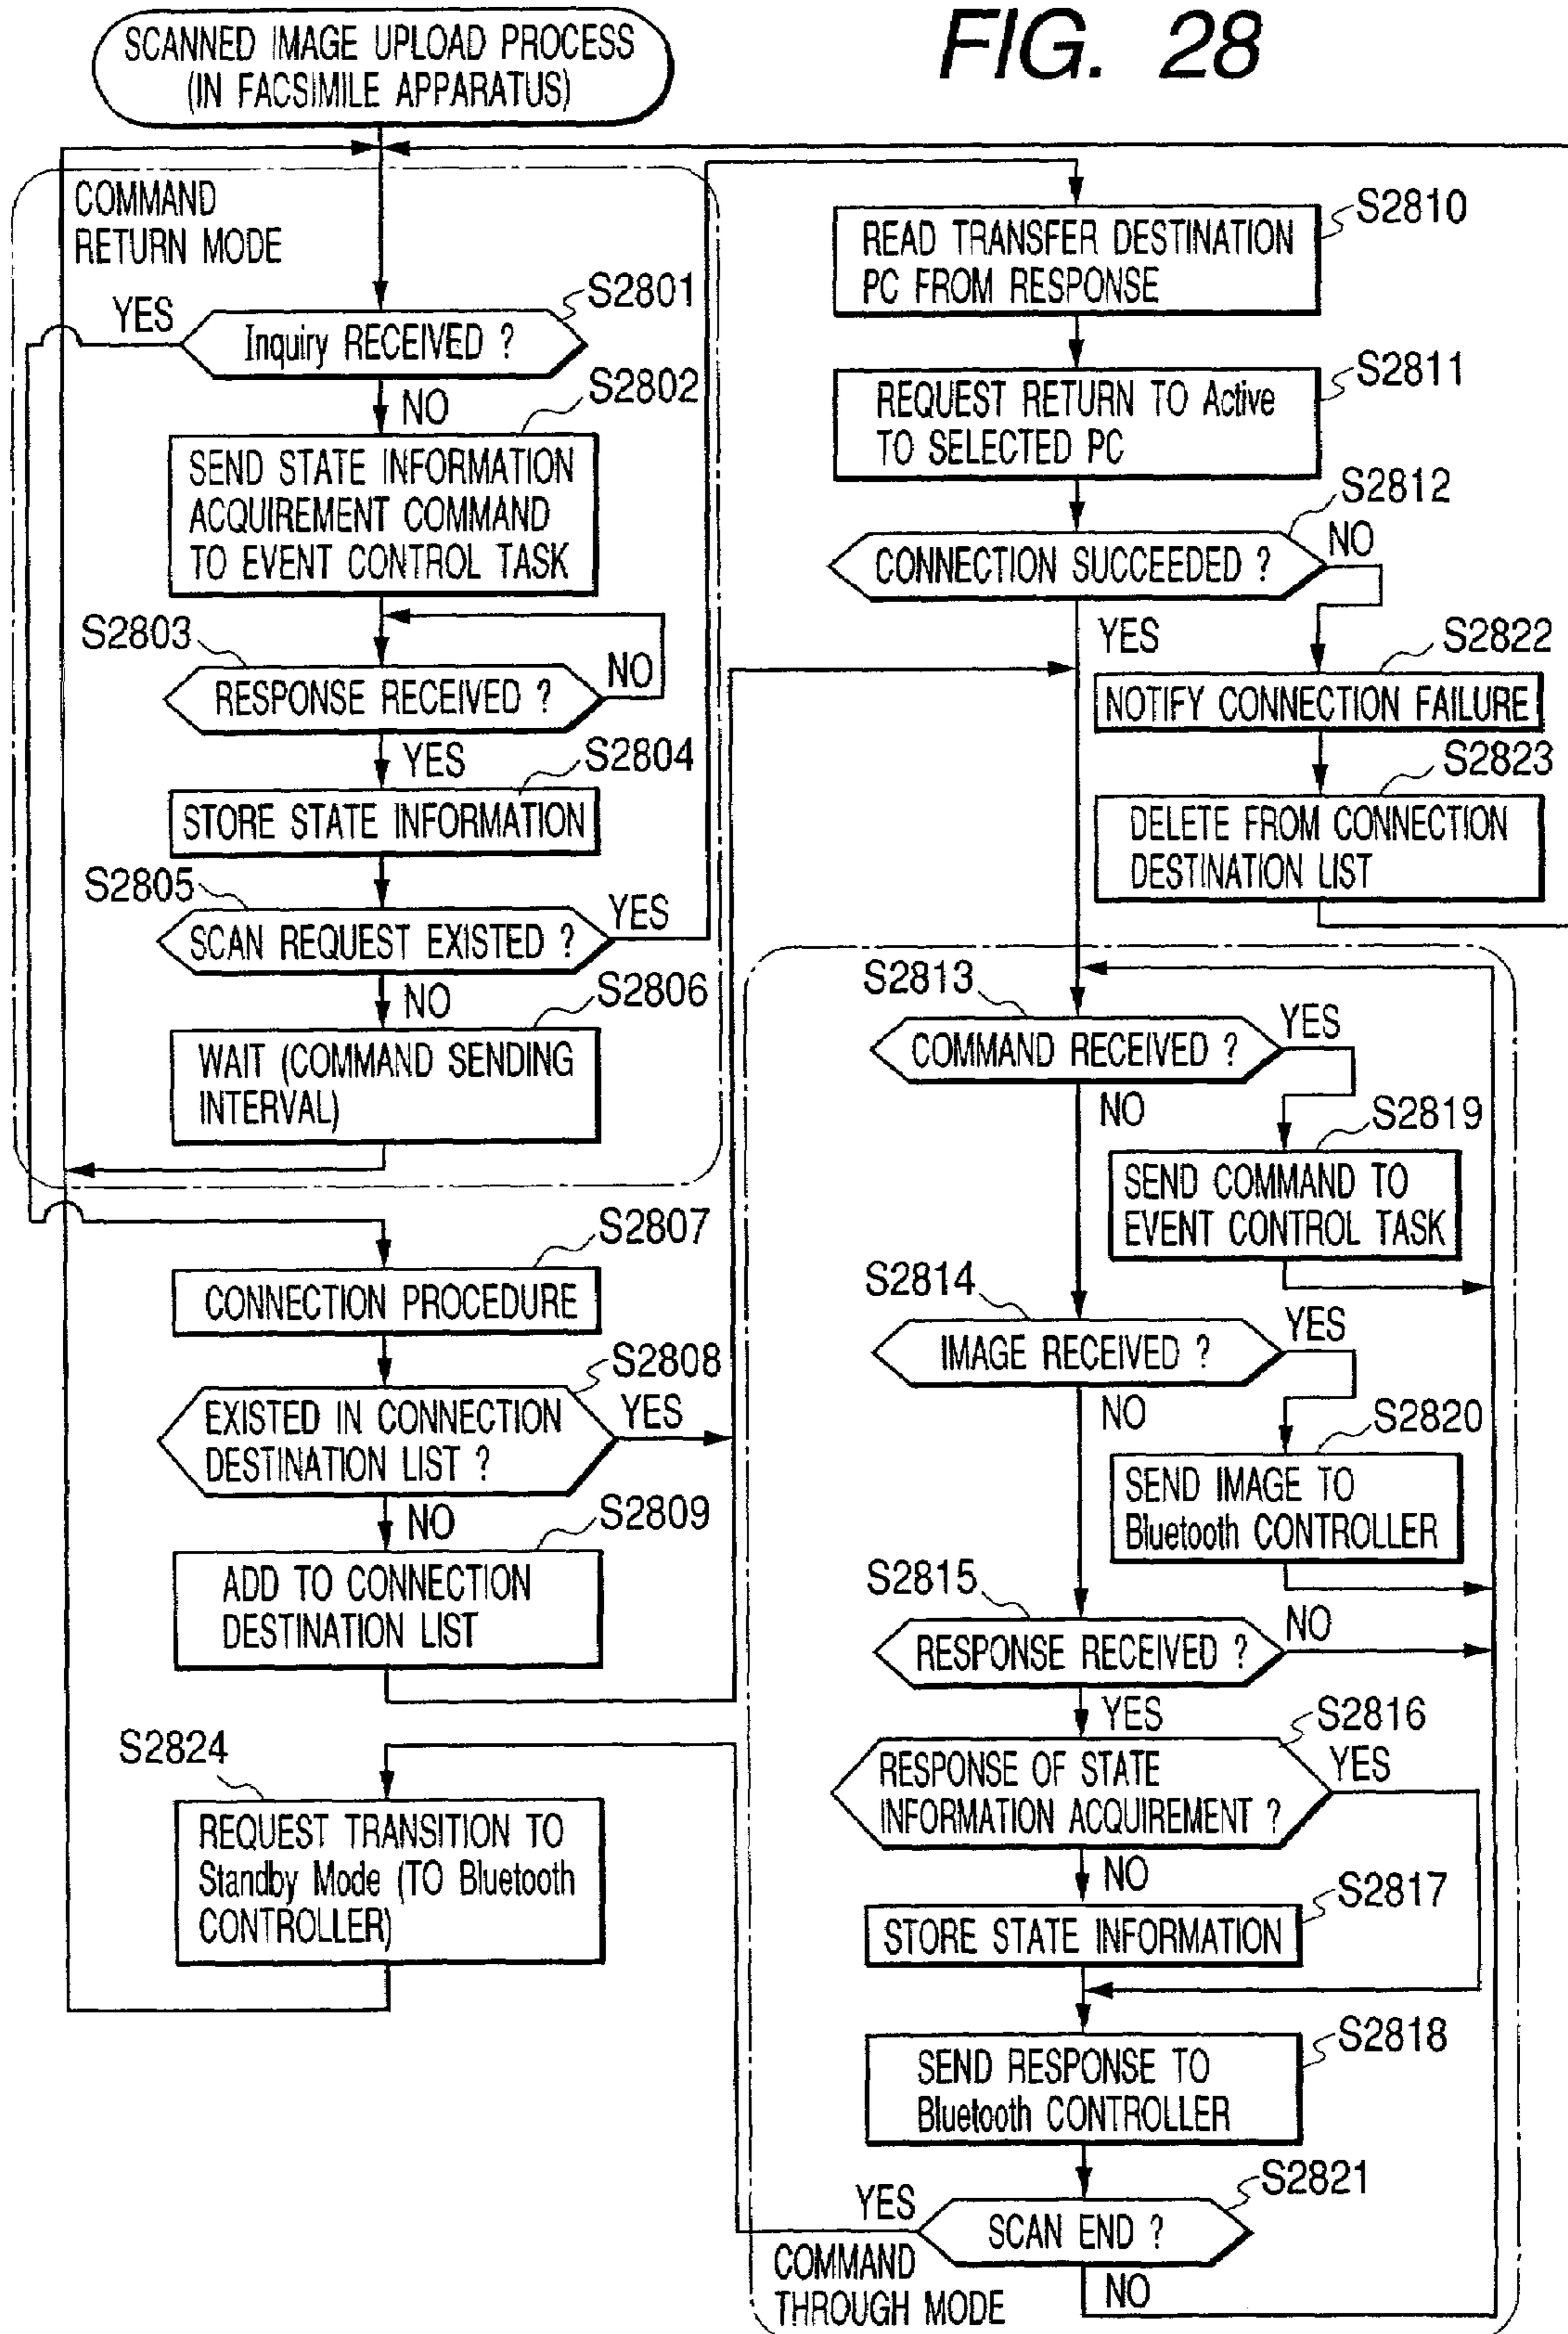 FIG. 28
SCANNED IMAGE UPLOAD PROCESS
(IN FACSIMILE APPARATUS)
COMMAND
RETURN MODE
S2801
YES
Inquiry RECEIVED ?
NO
S2802
SEND STATE INFORMATION
ACQUIREMENT COMMAND
TO EVENT CONTROL TASK
S2803
RESPONSE RECEIVED ?
NO
YES
S2804
STORE STATE INFORMATION
S2805
SCAN REQUEST EXISTED ?
YES
NO
S2806
WAIT (COMMAND SENDING
INTERVAL)
S2807
CONNECTION PROCEDURE
S2808
EXISTED IN CONNECTION
DESTINATION LIST ?
YES
NO
S2809
ADD TO CONNECTION
DESTINATION LIST
S2824
REQUEST TRANSITION TO
Standby Mode (TO Bluetooth
CONTROLLER)
S2810
READ TRANSFER DESTINATION
PC FROM RESPONSE
S2811
REQUEST RETURN TO Active
TO SELECTED PC
S2812
CONNECTION SUCCEEDED ?
NO
YES
S2822
NOTIFY CONNECTION FAILURE
S2823
DELETE FROM CONNECTION
DESTINATION LIST
S2813
COMMAND RECEIVED ?
YES
NO
S2819
SEND COMMAND TO
EVENT CONTROL TASK
S2814
IMAGE RECEIVED ?
YES
NO
S2820
SEND IMAGE TO
Bluetooth CONTROLLER
S2815
RESPONSE RECEIVED ?
NO
YES
S2816
RESPONSE OF STATE
INFORMATION ACQUIREMENT ?
YES
NO
S2817
STORE STATE INFORMATION
S2818
SEND RESPONSE TO
Bluetooth CONTROLLER
S2821
YES
SCAN END ?
NO
COMMAND
THROUGH MODE